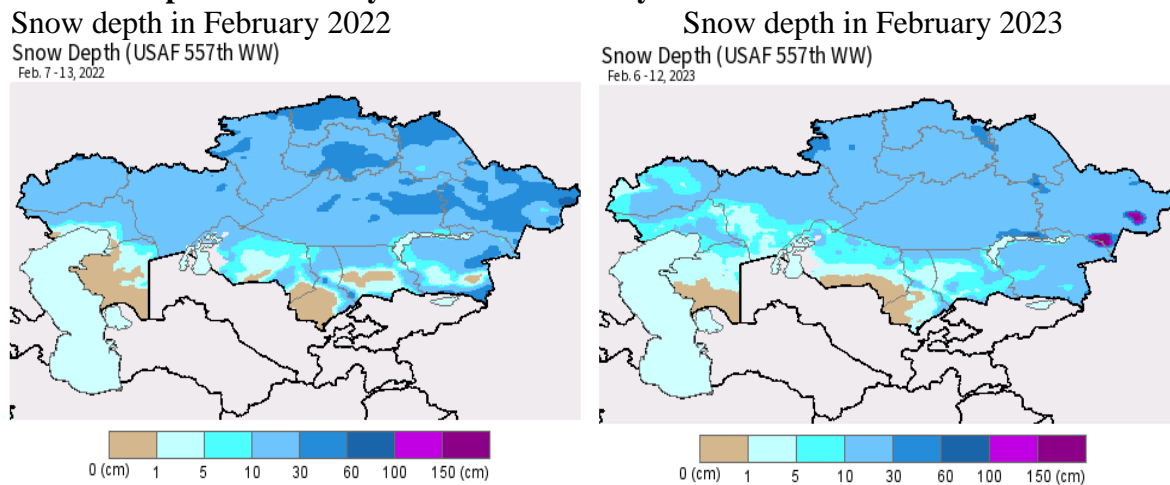 Snow depth in February 2022
Snow Depth (USAF 557th WW)
Feb. 7 - 13, 2022
0 (cm) 1 5 10 30 60 100 150 (cm)
Snow depth in February 2023
Snow Depth (USAF 557th WW)
Feb. 6 - 12, 2023
0 (cm) 1 5 10 30 60 100 150 (cm)